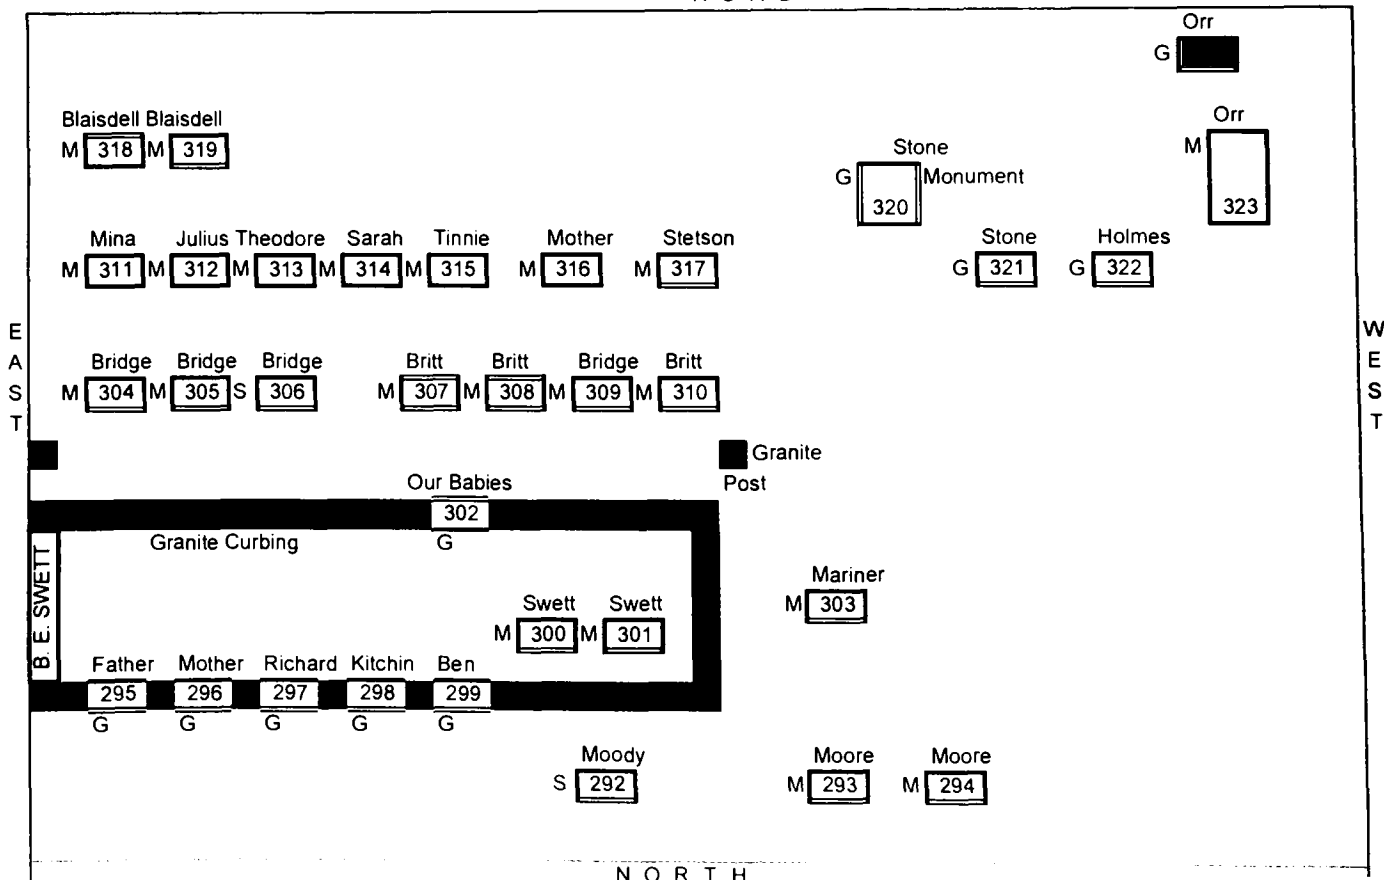 Orr
G
Blaisdell Blaisdell
M 318 M 319
Orr
M
323
Stone
G Monument
320
Mina Julius Theodore Sarah Tinnie Mother Stetson
M 311 M 312 M 313 M 314 M 315 M 316 M 317
Stone Holmes
G 321 G 322
EAST
WEST
Bridge Bridge Bridge Britt Britt Bridge Britt
M 304 M 305 S 306 M 307 M 308 M 309 M 310
Granite
Post
Our Babies
302
G
Granite Curbing
B. E. SWETT
Mariner
M 303
Swett Swett
M 300 M 301
Father Mother Richard Kitchin Ben
295 296 297 298 299
G G G G G
Moody Moore Moore
S 292 M 293 M 294
NORTH